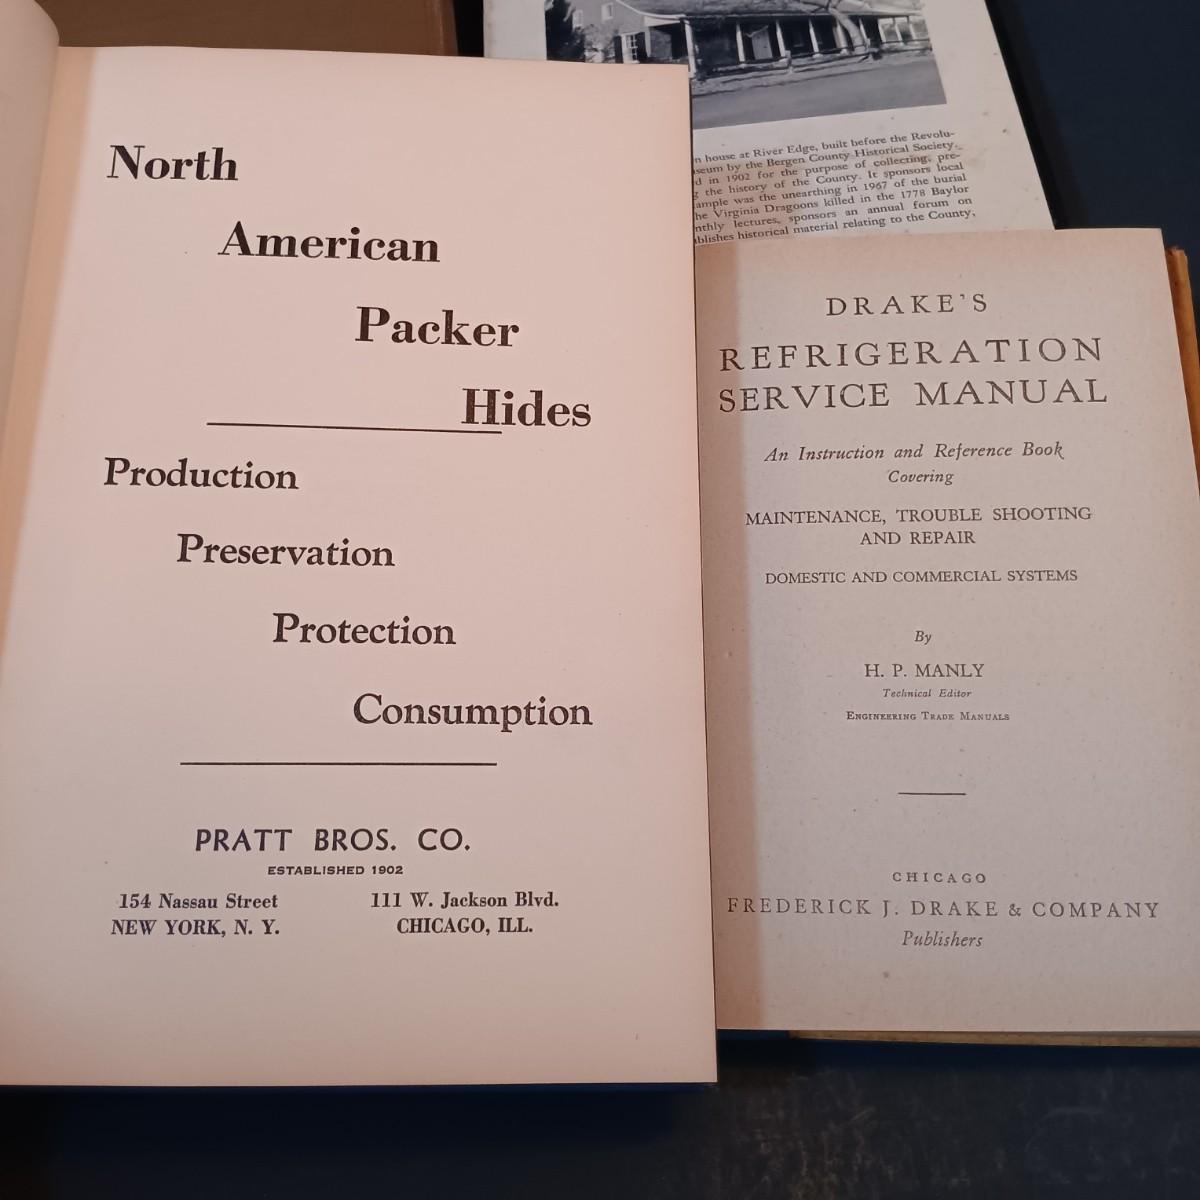 North
American
Packer
Hides
Production
Preservation
Protection
Consumption
PRATT BROS. CO.
ESTABLISHED 1902
154 Nassau Street
NEW YORK, N. Y.
111 W. Jackson Blvd.
CHICAGO, ILL.
house at River Edge, built before the Revolu-
by the Bergen County Historical Society,
in 1902 for the purpose of collecting, pre-
the history of the County. It sponsors local
was the unearthing in 1967 of the burial
Virginia Dragoons killed in the 1778 Baylor
lectures, sponsors an annual forum on
historical material relating to the County,
DRAKE'S
REFRIGERATION
SERVICE MANUAL
An Instruction and Reference Book
Covering
MAINTENANCE, TROUBLE SHOOTING
AND REPAIR
DOMESTIC AND COMMERCIAL SYSTEMS
By
H. P. MANLY
Technical Editor
ENGINEERING TRADE MANUALS
CHICAGO
FREDERICK J. DRAKE & COMPANY
Publishers